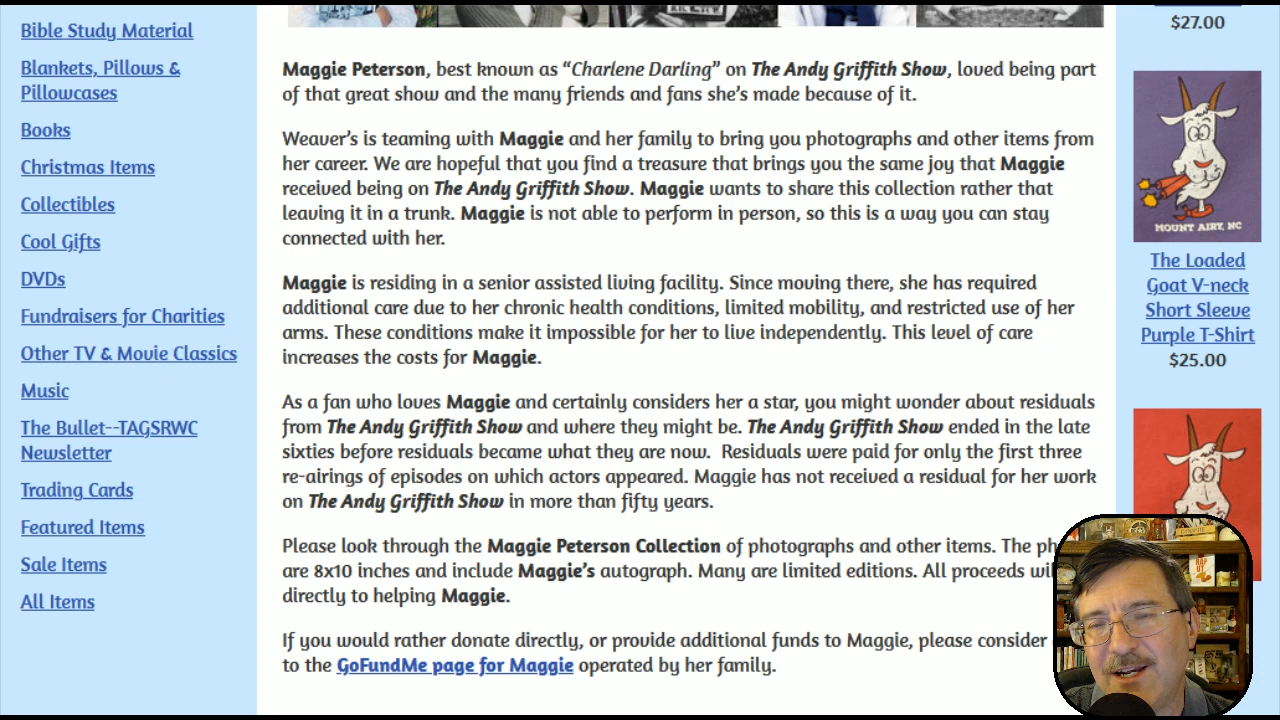 Bible Study Material
Blankets, Pillows &
Pillowcases
Books
Christmas Items
Collectibles
Cool Gifts
DVDs
Fundraisers for Charities
Other TV & Movie Classics
Music
The Bullet--TAGSRWC
Newsletter
Trading Cards
Featured Items
Sale Items
All Items
Maggie Peterson, best known as “Charlene Darling” on The Andy Griffith Show, loved being part
of that great show and the many friends and fans she’s made because of it.
Weaver’s is teaming with Maggie and her family to bring you photographs and other items from
her career. We are hopeful that you find a treasure that brings you the same joy that Maggie
received being on The Andy Griffith Show. Maggie wants to share this collection rather that
leaving it in a trunk. Maggie is not able to perform in person, so this is a way you can stay
connected with her.
Maggie is residing in a senior assisted living facility. Since moving there, she has required
additional care due to her chronic health conditions, limited mobility, and restricted use of her
arms. These conditions make it impossible for her to live independently. This level of care
increases the costs for Maggie.
As a fan who loves Maggie and certainly considers her a star, you might wonder about residuals
from The Andy Griffith Show and where they might be. The Andy Griffith Show ended in the late
sixties before residuals became what they are now.  Residuals were paid for only the first three
re-airings of episodes on which actors appeared. Maggie has not received a residual for her work
on The Andy Griffith Show in more than fifty years.
Please look through the Maggie Peterson Collection of photographs and other items. The
are 8x10 inches and include Maggie’s autograph. Many are limited editions. All proceeds
directly to helping Maggie.
If you would rather donate directly, or provide additional funds to Maggie, please consider
to the GoFundMe page for Maggie operated by her family.
$27.00
MOUNT AIRY, NC
The Loaded
Goat V-neck
Short Sleeve
Purple T-Shirt
$25.00